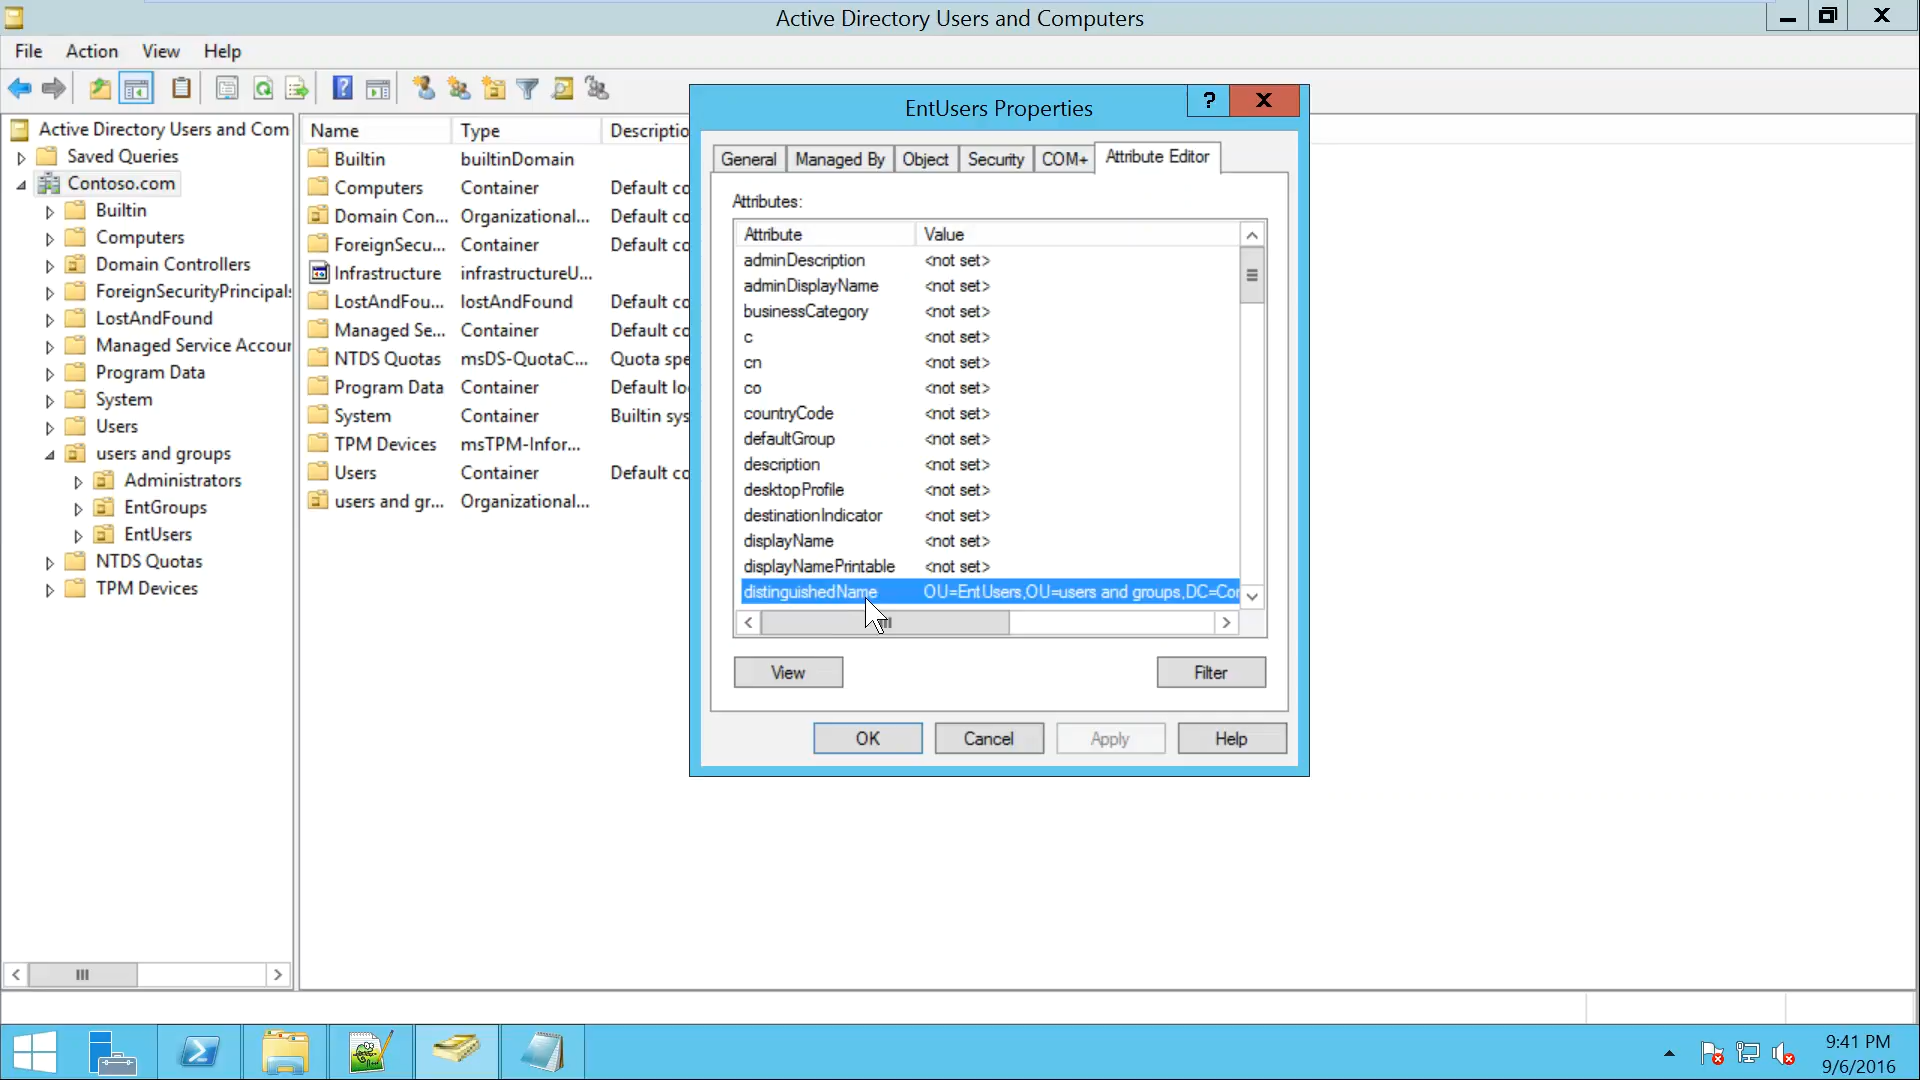 Active Directory Users and Computers
File Action View Help
Active Directory Users and Com
Saved Queries
Contoso.com
Builtin
Computers
Domain Controllers
ForeignSecurityPrincipals
LostAndFound
Managed Service Accour
Program Data
System
Users
users and groups
Administrators
EntGroups
EntUsers
NTDS Quotas
TPM Devices
Name Type Descriptio
Builtin builtinDomain
Computers Container Default co
Domain Con... Organizational... Default co
ForeignSecu... Container Default co
Infrastructure infrastructureU...
LostAndFou... lostAndFound Default co
Managed Se... Container Default co
NTDS Quotas msDS-QuotaC... Quota spe
Program Data Container Default lo
System Container Builtin sys
TPM Devices msTPM-Infor...
Users Container Default co
users and gr... Organizational...
EntUsers Properties
? X
General Managed By Object Security COM+ Attribute Editor
Attributes:
Attribute Value
adminDescription <not set>
adminDisplayName <not set>
businessCategory <not set>
c <not set>
cn <not set>
co <not set>
countryCode <not set>
defaultGroup <not set>
description <not set>
desktopProfile <not set>
destinationIndicator <not set>
displayName <not set>
displayNamePrintable <not set>
distinguishedName OU=EntUsers,OU=users and groups,DC=Cor
View Filter
OK Cancel Apply Help
9:41 PM
9/6/2016